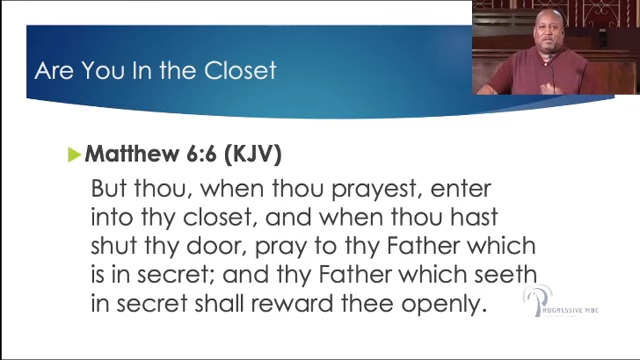 Are You In the Closet
Matthew 6:6 (KJV)
But thou, when thou prayest, enter
into thy closet, and when thou hast
shut thy door, pray to thy Father which
is in secret; and thy Father which seeth
in secret shall reward thee openly.
PROGRESSIVE MBC